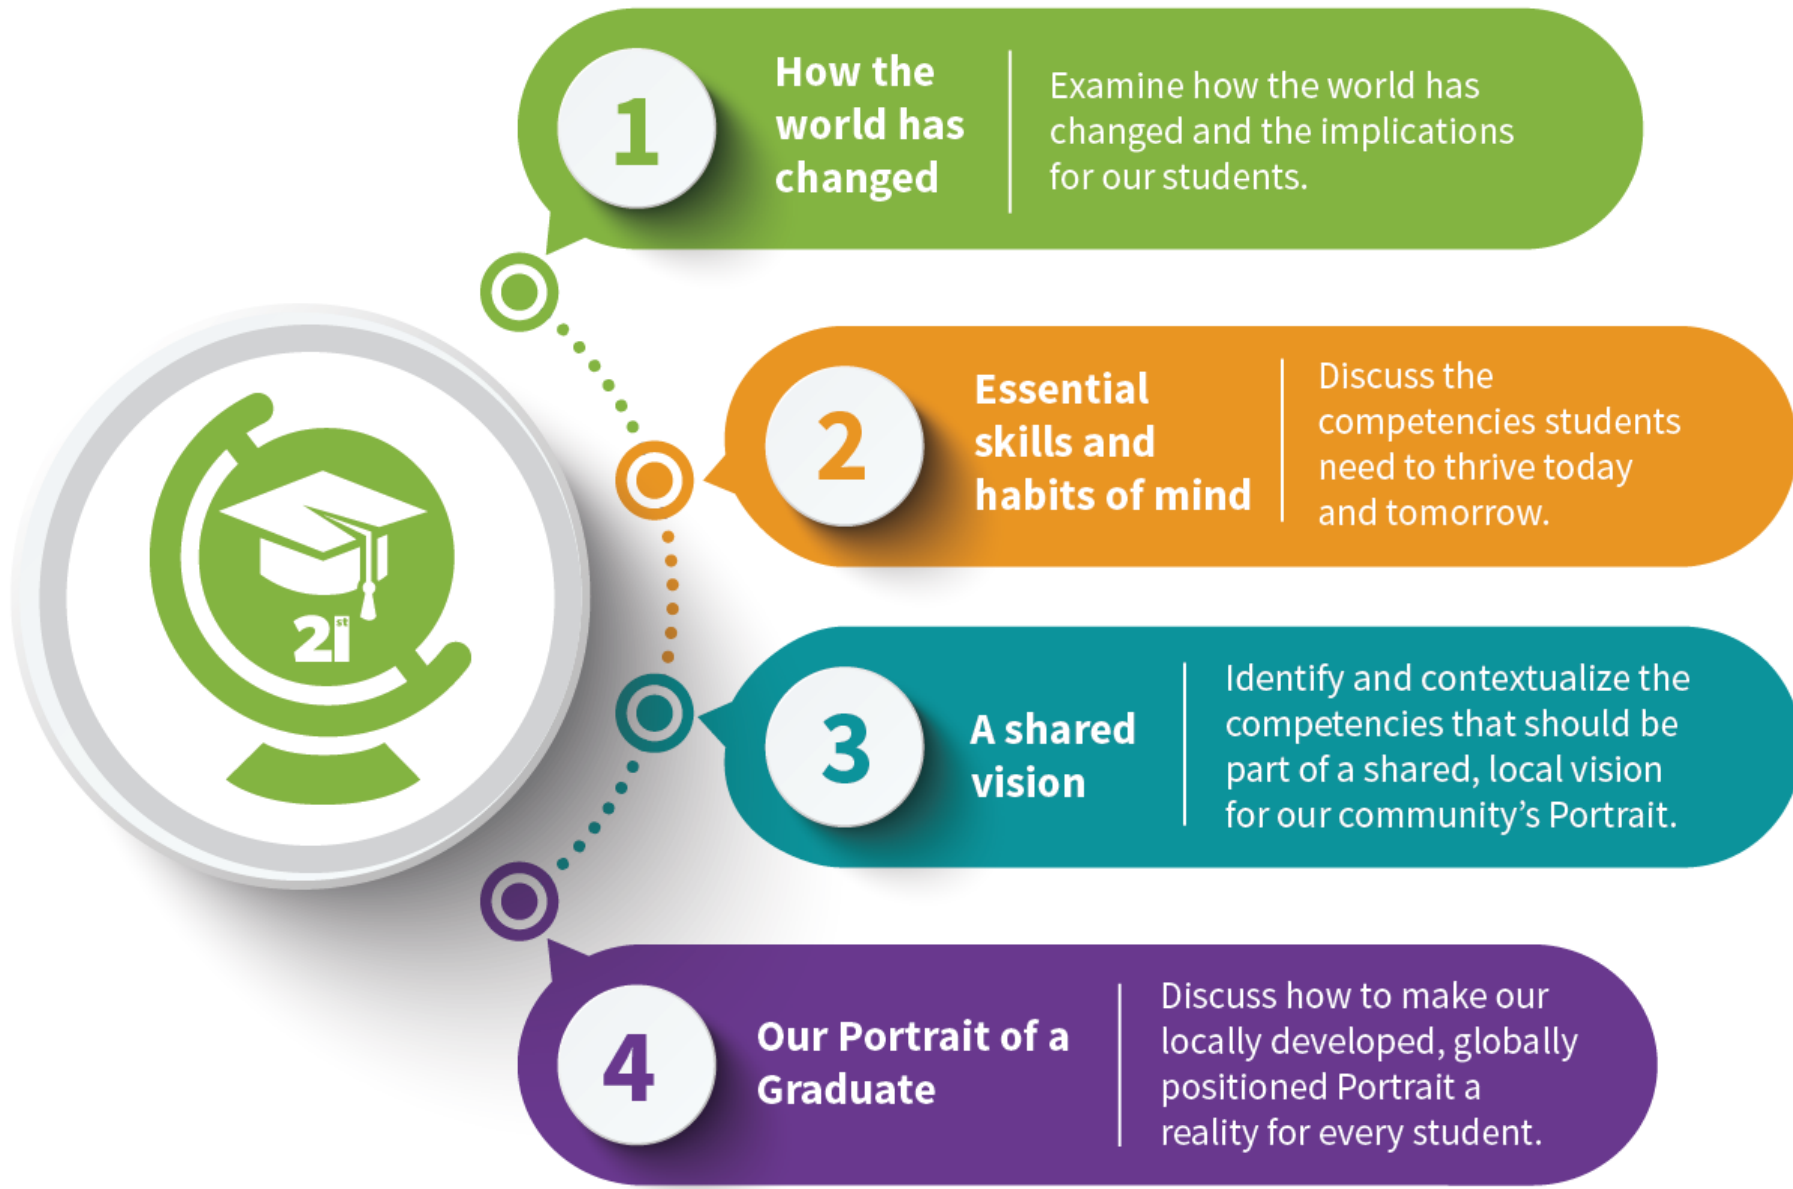 1
How the
world has
changed
Examine how the world has
changed and the implications
for our students.
2
Essential
skills and
habits of mind
Discuss the
competencies students
need to thrive today
and tomorrow.
21st
3
A shared
vision
Identify and contextualize the
competencies that should be
part of a shared, local vision
for our community’s Portrait.
4
Our Portrait of a
Graduate
Discuss how to make our
locally developed, globally
positioned Portrait a
reality for every student.